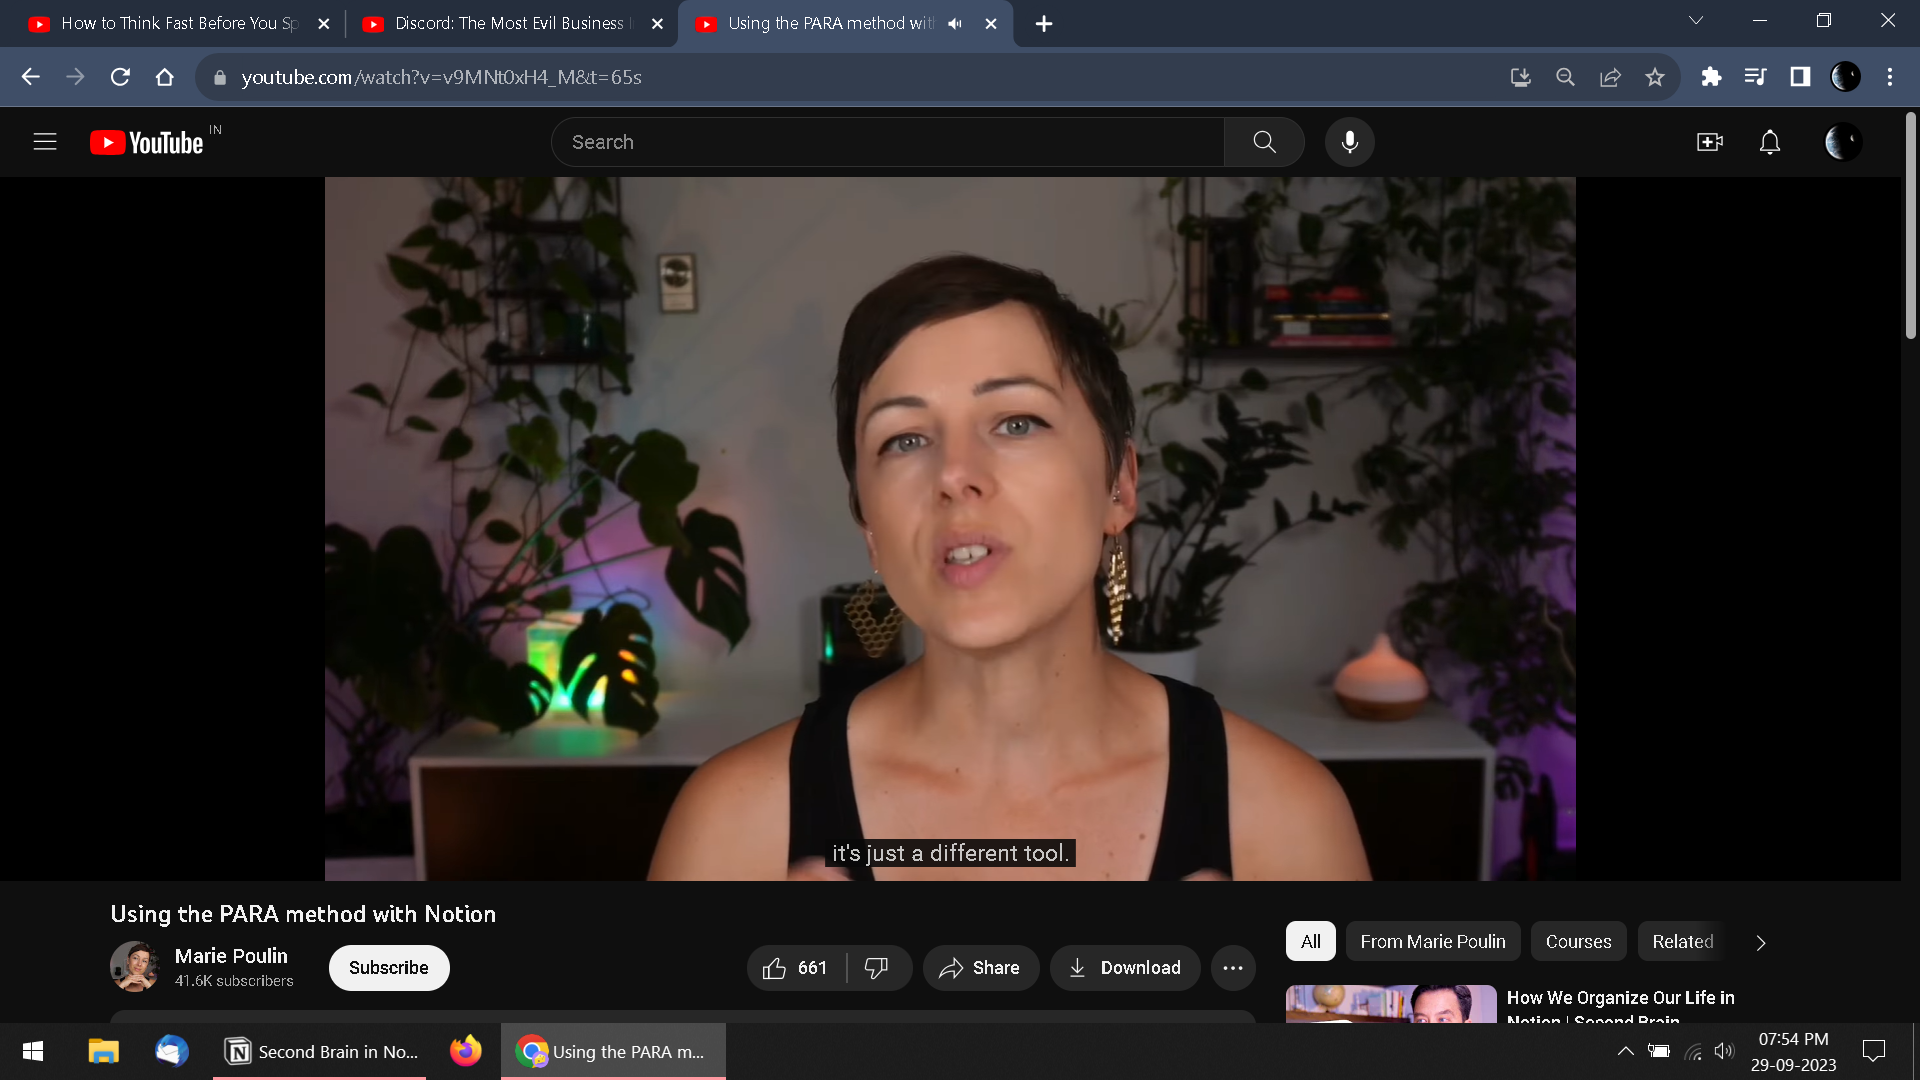 How to Think Fast Before You Sp
Discord: The Most Evil Business
Using the PARA method wit
youtube.com/watch?v=v9MNt0xH4_M&t=65s
YouTube IN
Search
it's just a different tool.
Using the PARA method with Notion
Marie Poulin
41.6K subscribers
Subscribe
661
Share
Download
All
From Marie Poulin
Courses
Related
How We Organize Our Life in
Notion | Second Brain
Second Brain in No...
Using the PARA m...
07:54 PM
29-09-2023